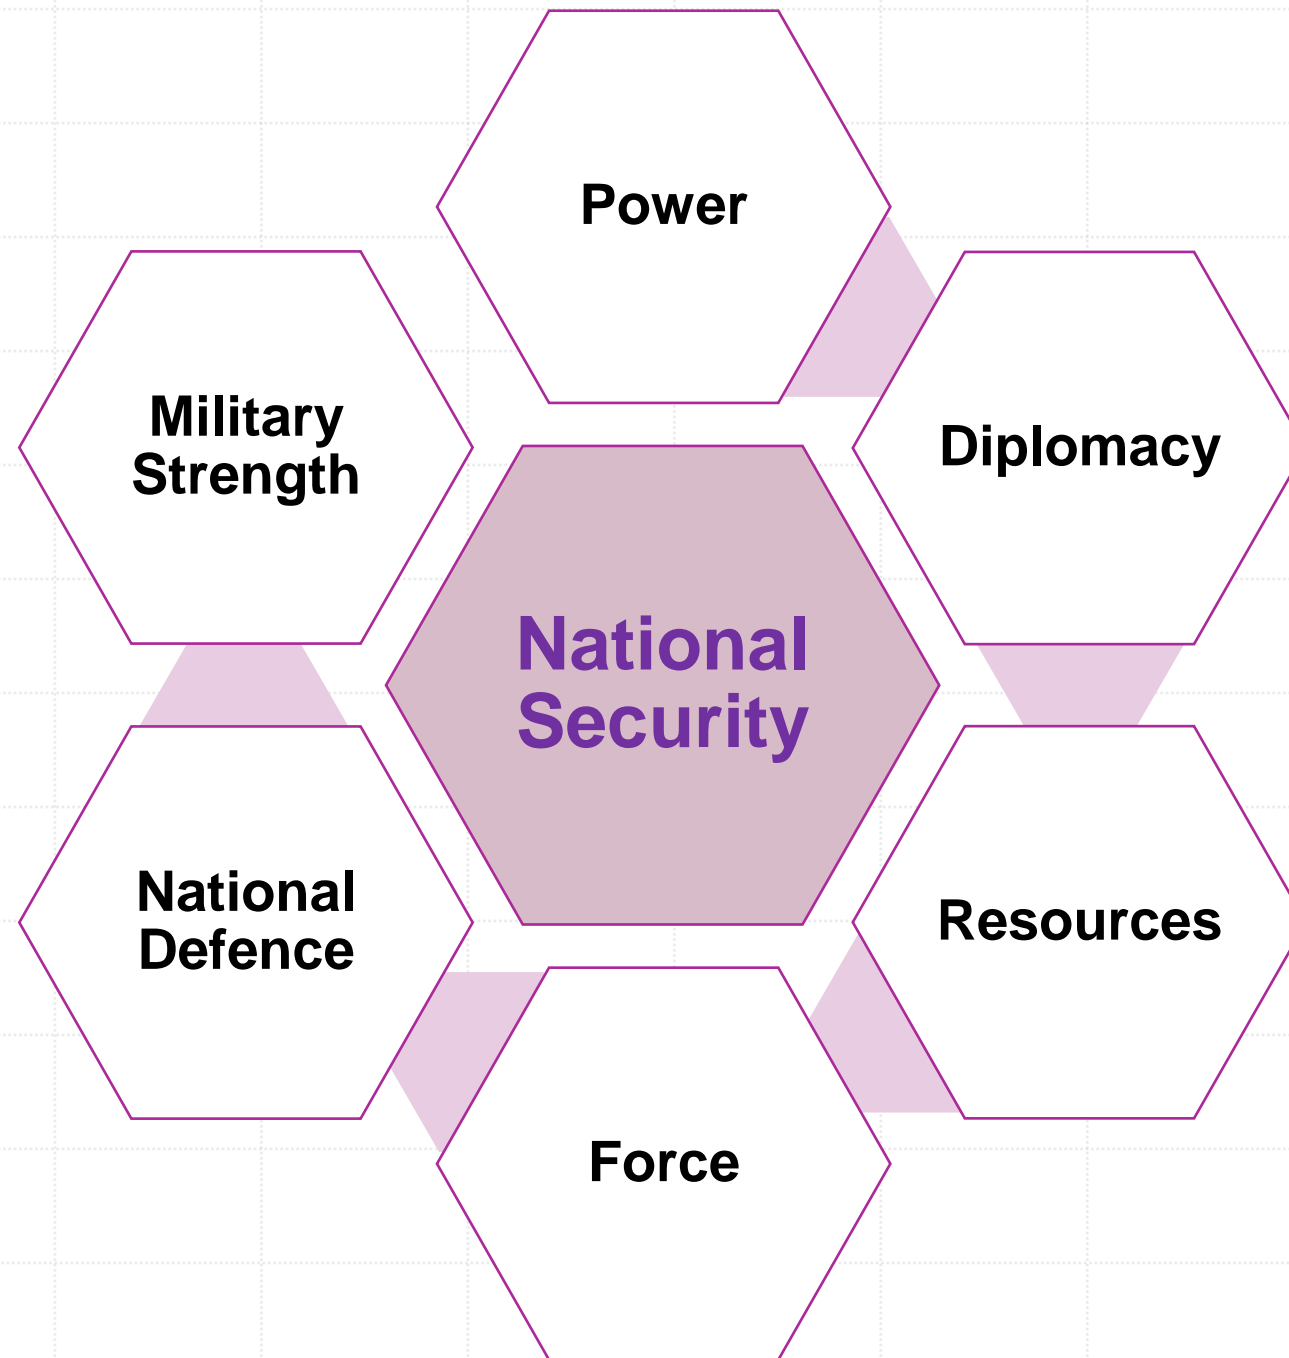 Power
Diplomacy
Military
Strength
National
Security
National
Defence
Resources
Force